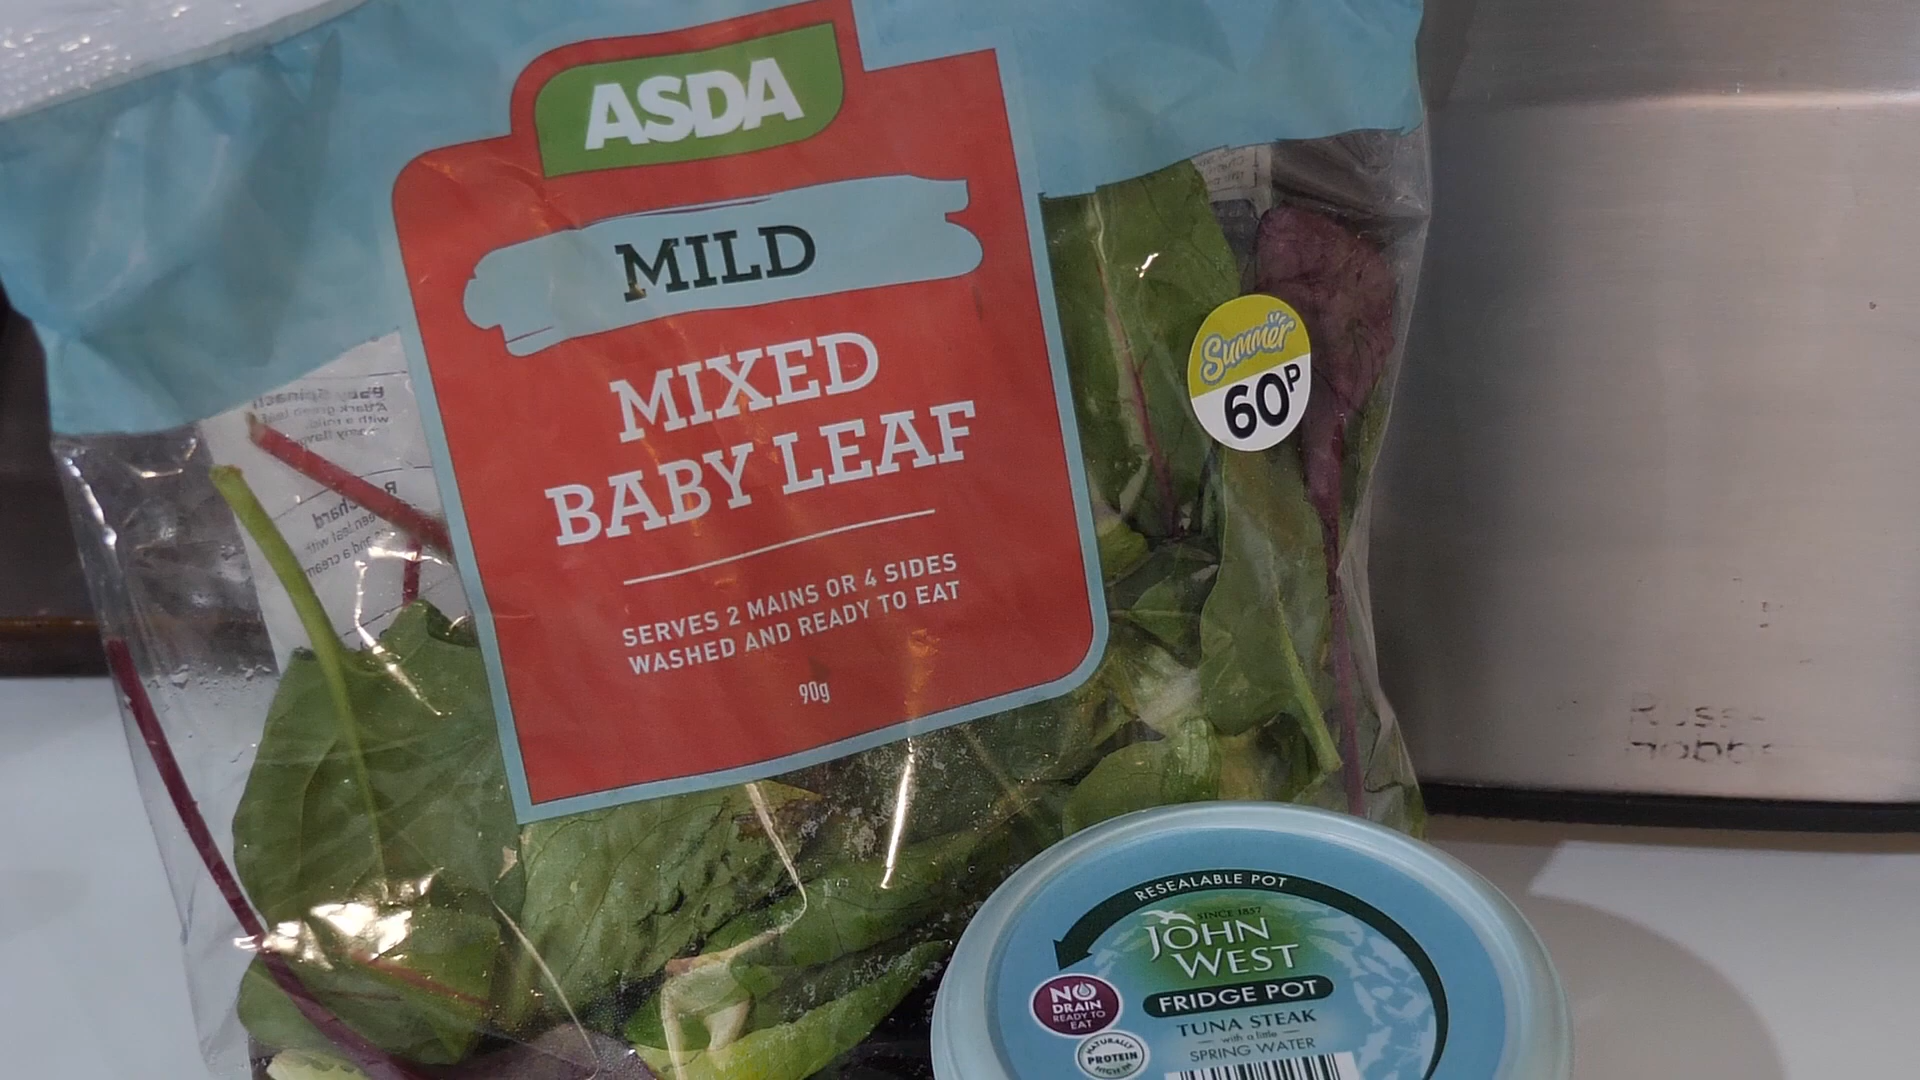 ASDA
MILD
MIXED
BABY LEAF
SERVES 2 MAINS OR 4 SIDES
WASHED AND READY TO EAT
90g
Summer
60P
RESEALABLE POT
SINCE 1857
JOHN
WEST
FRIDGE POT
TUNA STEAK
with a little
SPRING WATER
NO
DRAIN
READY TO
EAT
NATURALLY
PROTEIN
HIGH IN